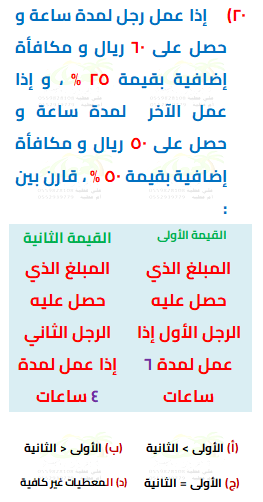 ٢٠) إذا عمل رجل لمدة ساعة و
حصل على ٦٠ ريال و مكافأة
إضافية بقيمة ٢٥ % ، و إذا
عمل الآخر لمدة ساعة و
حصل على ٥٠ ريال و مكافأة
إضافية بقيمة ٥٠ % ، قارن بين
:
القيمة الأولى
المبلغ الذي
حصل عليه
الرجل الأول إذا
عمل لمدة ٦
ساعات
القيمة الثانية
المبلغ الذي
حصل عليه
الرجل الثاني
إذا عمل لمدة
٤ ساعات
(أ) الأولى > الثانية
(ب) الأولى < الثانية
(ج) الأولى = الثانية
(د) المعطيات غير كافية